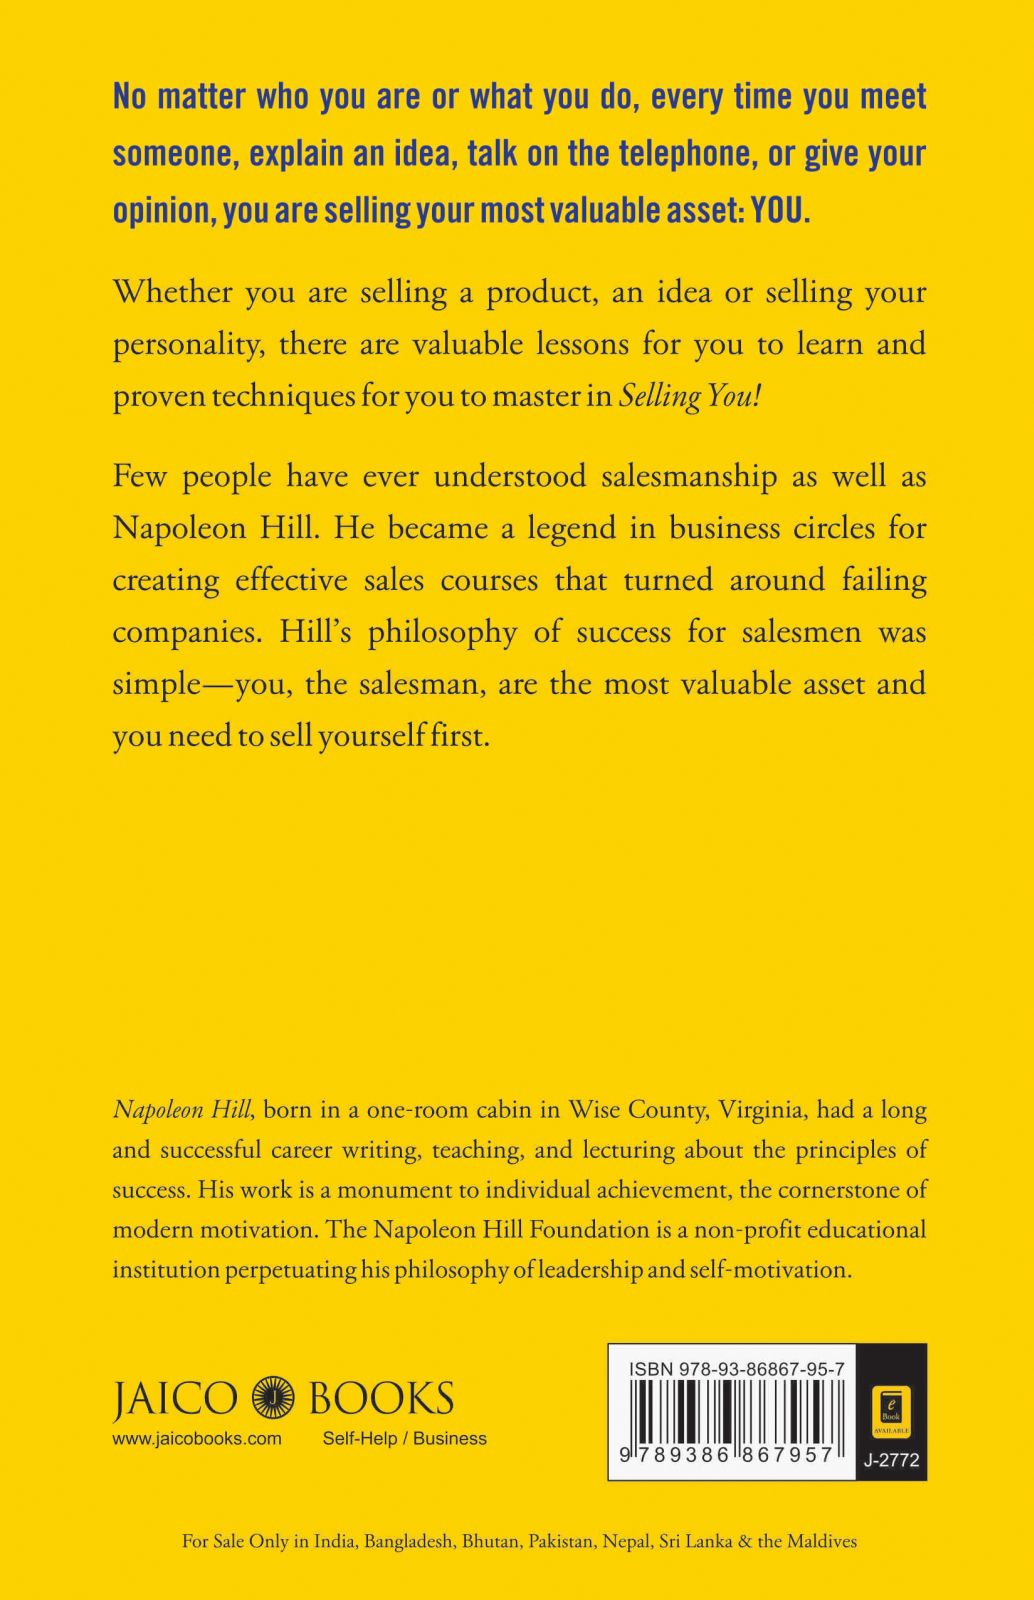 No matter who you are or what you do, every time you meet
someone, explain an idea, talk on the telephone, or give your
opinion, you are selling your most valuable asset: YOU.
Whether you are selling a product, an idea or selling your
personality, there are valuable lessons for you to learn and
proven techniques for you to master in Selling You!
Few people have ever understood salesmanship as well as
Napoleon Hill. He became a legend in business circles for
creating effective sales courses that turned around failing
companies. Hill’s philosophy of success for salesmen was
simple—you, the salesman, are the most valuable asset and
you need to sell yourself first.
Napoleon Hill, born in a one-room cabin in Wise County, Virginia, had a long
and successful career writing, teaching, and lecturing about the principles of
success. His work is a monument to individual achievement, the cornerstone of
modern motivation. The Napoleon Hill Foundation is a non-profit educational
institution perpetuating his philosophy of leadership and self-motivation.
JAICO J BOOKS
www.jaicobooks.com Self-Help / Business
ISBN 978-93-86867-95-7
9 789386 867957
e
Book
AVAILABLE
J-2772
For Sale Only in India, Bangladesh, Bhutan, Pakistan, Nepal, Sri Lanka & the Maldives